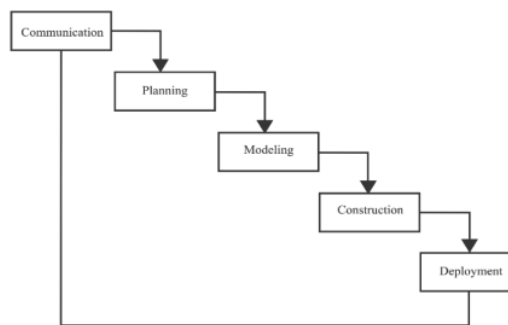 Communication
Planning
Modeling
Construction
Deployment